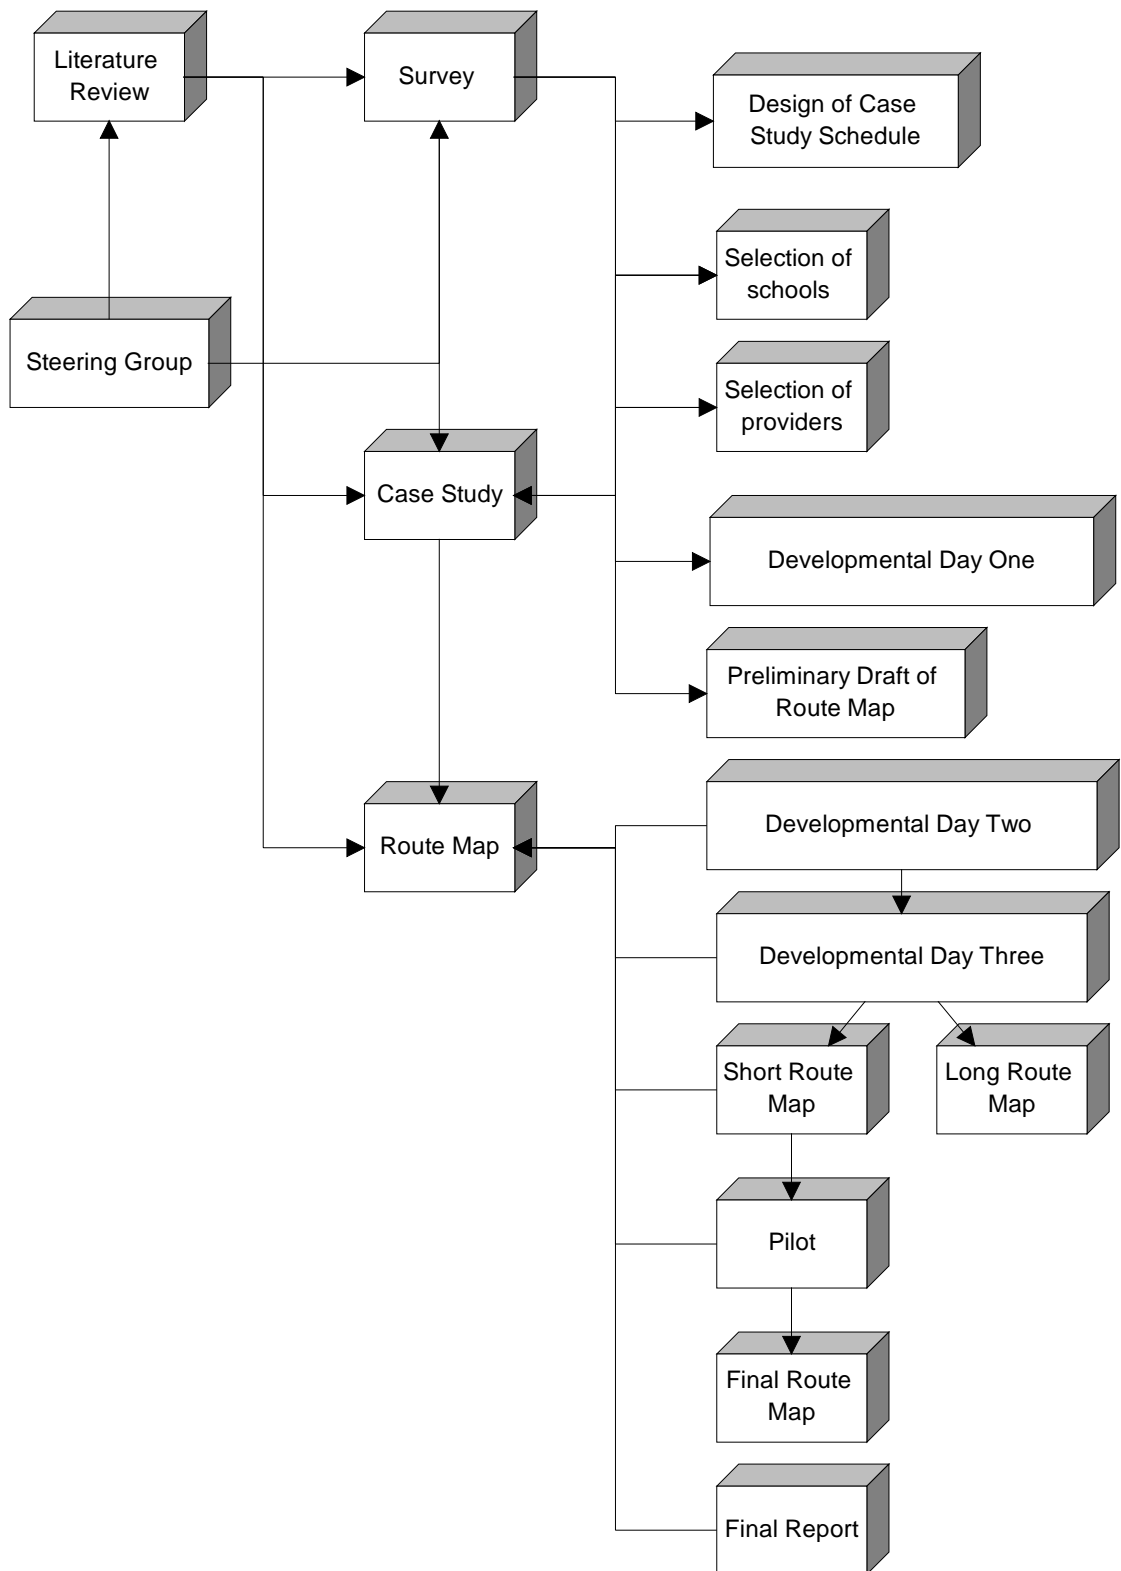 Literature
Review
Survey
Design of Case
Study Schedule
Selection of
schools
Steering Group
Selection of
providers
Case Study
Developmental Day One
Preliminary Draft of
Route Map
Route Map
Developmental Day Two
Developmental Day Three
Short Route
Map
Long Route
Map
Pilot
Final Route
Map
Final Report